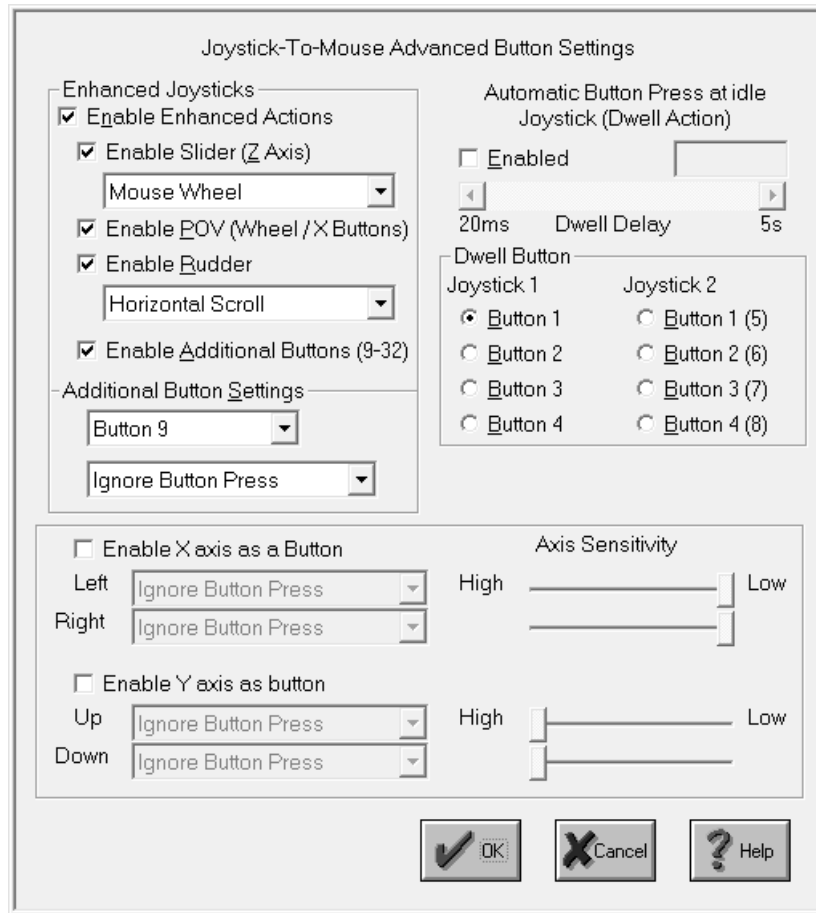 Joystick-To-Mouse Advanced Button Settings
Enhanced Joysticks
Enable Enhanced Actions
Enable Slider (Z Axis)
Mouse Wheel
Enable POV (Wheel / X Buttons)
Enable Rudder
Horizontal Scroll
Enable Additional Buttons (9-32)
Additional Button Settings
Button 9
Ignore Button Press
Automatic Button Press at idle
Joystick (Dwell Action)
Enabled
20ms Dwell Delay 5s
Dwell Button
Joystick 1 Joystick 2
Button 1 Button 1 (5)
Button 2 Button 2 (6)
Button 3 Button 3 (7)
Button 4 Button 4 (8)
Enable X axis as a Button Axis Sensitivity
Left Ignore Button Press High Low
Right Ignore Button Press
Enable Y axis as button
Up Ignore Button Press High Low
Down Ignore Button Press
OK Cancel Help